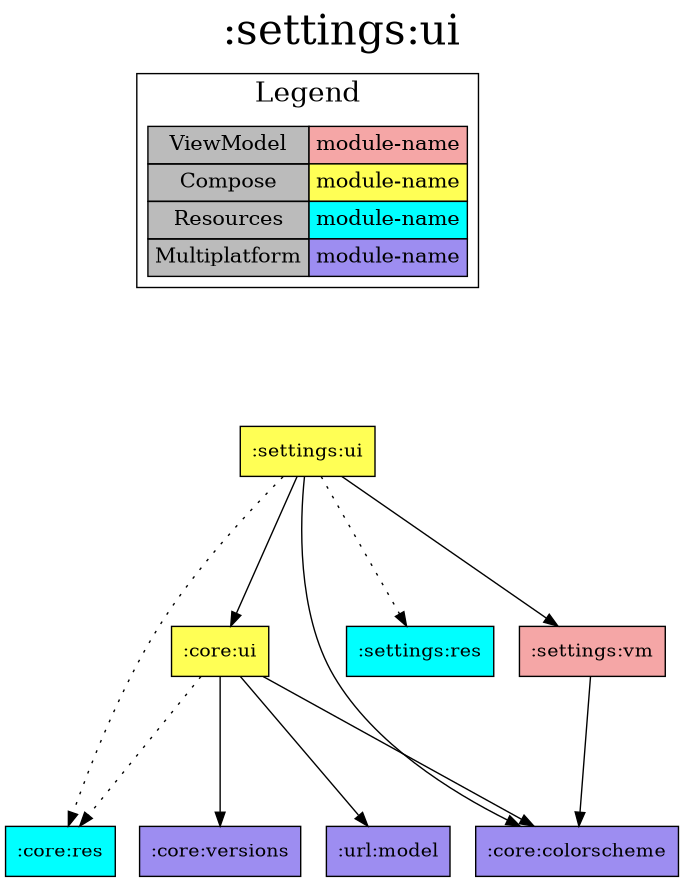 :settings:ui
Legend
ViewModel module-name
Compose module-name
Resources module-name
Multiplatform module-name
:settings:ui
:core:ui
:settings:res
:settings:vm
:core:res
:core:versions
:url:model
:core:colorscheme